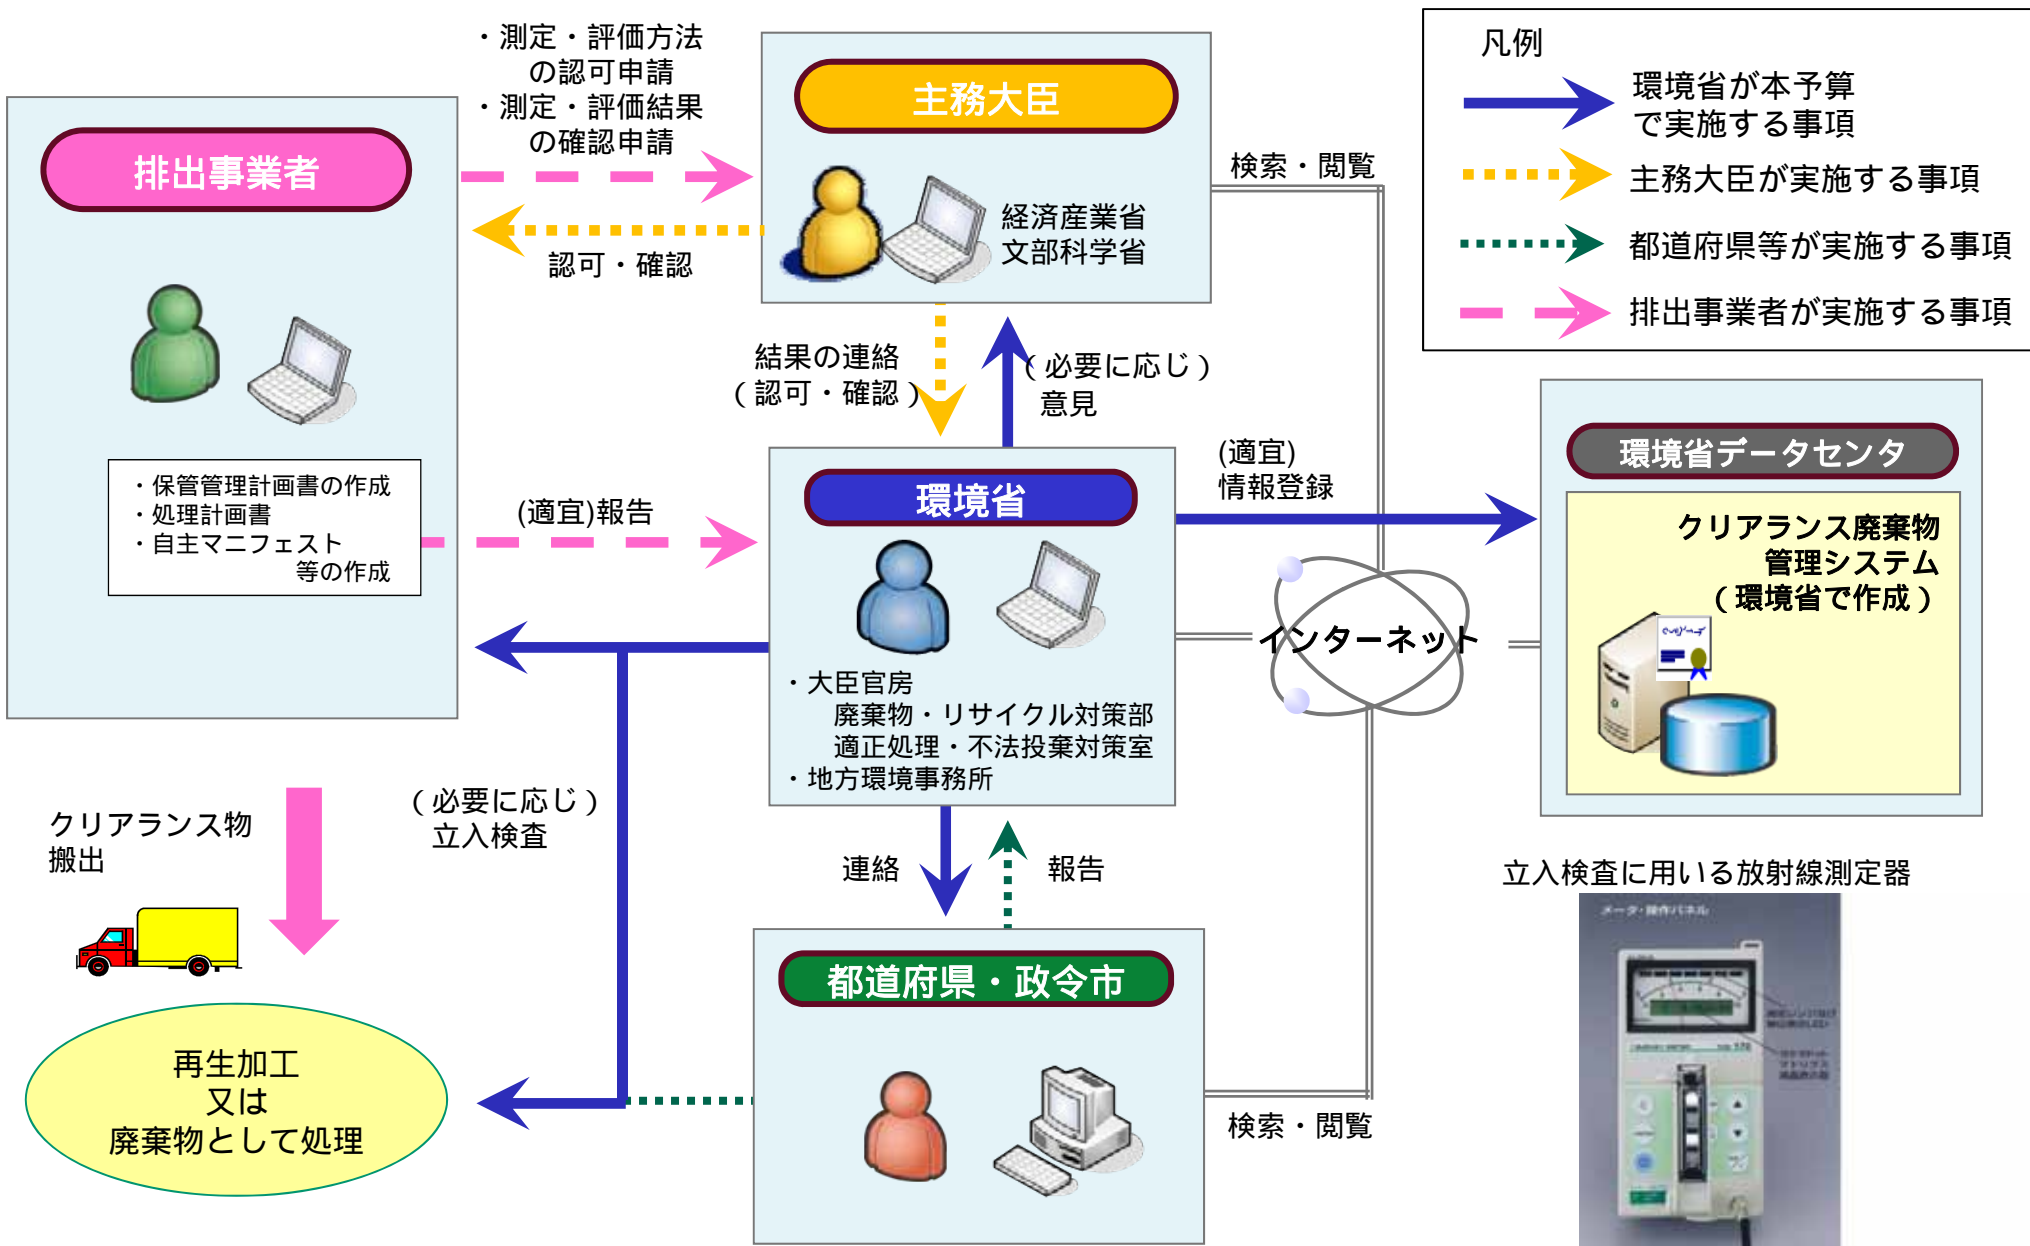 ・測定・評価方法
の認可申請
・測定・評価結果
の確認申請
主務大臣
経済産業省
文部科学省
凡例
環境省が本予算
で実施する事項
主務大臣が実施する事項
都道府県等が実施する事項
排出事業者が実施する事項
排出事業者
検索・閲覧
認可・確認
結果の連絡
（認可・確認）
（必要に応じ）
意見
・保管管理計画書の作成
・処理計画書
・自主マニフェスト
等の作成
(適宜)報告
環境省
・大臣官房
廃棄物・リサイクル対策部
適正処理・不法投棄対策室
・地方環境事務所
(適宜)
情報登録
環境省データセンタ
クリアランス廃棄物
管理システム
（環境省で作成）
インターネット
クリアランス物
搬出
（必要に応じ）
立入検査
連絡
報告
立入検査に用いる放射線測定器
メータ・操作パネル
都道府県・政令市
検索・閲覧
再生加工
又は
廃棄物として処理